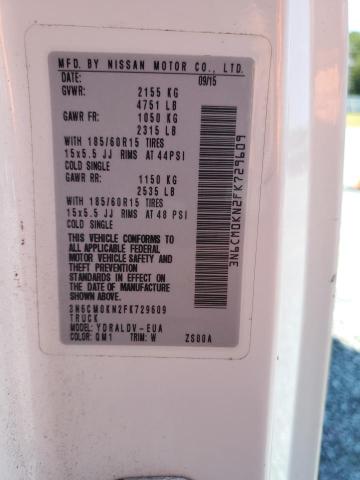 MFD. BY NISSAN MOTOR CO., LTD.
DATE: 09/15
GVWR: 2155 KG
4751 LB
GAWR FR: 1050 KG
2315 LB
WITH 185/60R15 TIRES
15x5.5 JJ RIMS AT 44PSI
COLD SINGLE
GAWR RR: 1150 KG
2535 LB
WITH 185/60R15 TIRES
15x5.5 JJ RIMS AT 48 PSI
COLD SINGLE
THIS VEHICLE CONFORMS TO
ALL APPLICABLE FEDERAL
MOTOR VEHICLE SAFETY
AND THEFT PREVENTION
STANDARDS IN EFFECT ON
THE DATE OF MANUFACTURE
SHOWN ABOVE.
3N6CM0KN2FK729609
TRUCK
MODEL: YDRALDV-EUA
COLOR: QM1 TRIM: W ZS00A
3N6CM0KN2FK729609